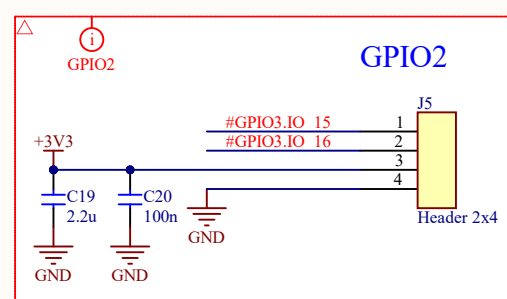 i
GPIO2
GPIO2
J5
#GPIO3.IO_15 1
#GPIO3.IO_16 2
+3V3
3
4
C19
2.2u
C20
100n
GND
Header 2x4
GND
GND